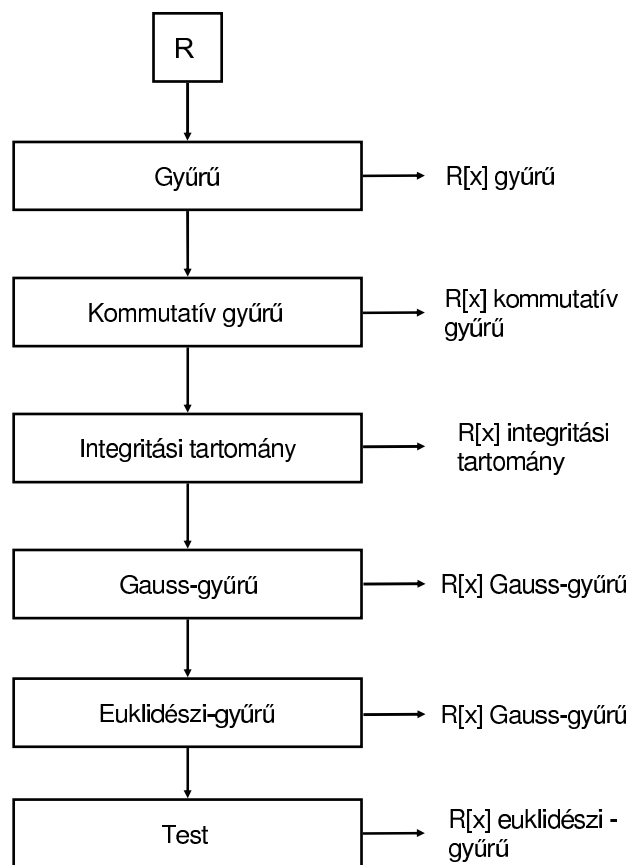 R
Gyűrű
R[x] gyűrű
Kommutatív gyűrű
R[x] kommutatív
gyűrű
Integritási tartomány
R[x] integritási
tartomány
Gauss-gyűrű
R[x] Gauss-gyűrű
Euklidészi-gyűrű
R[x] Gauss-gyűrű
Test
R[x] euklidészi -
gyűrű